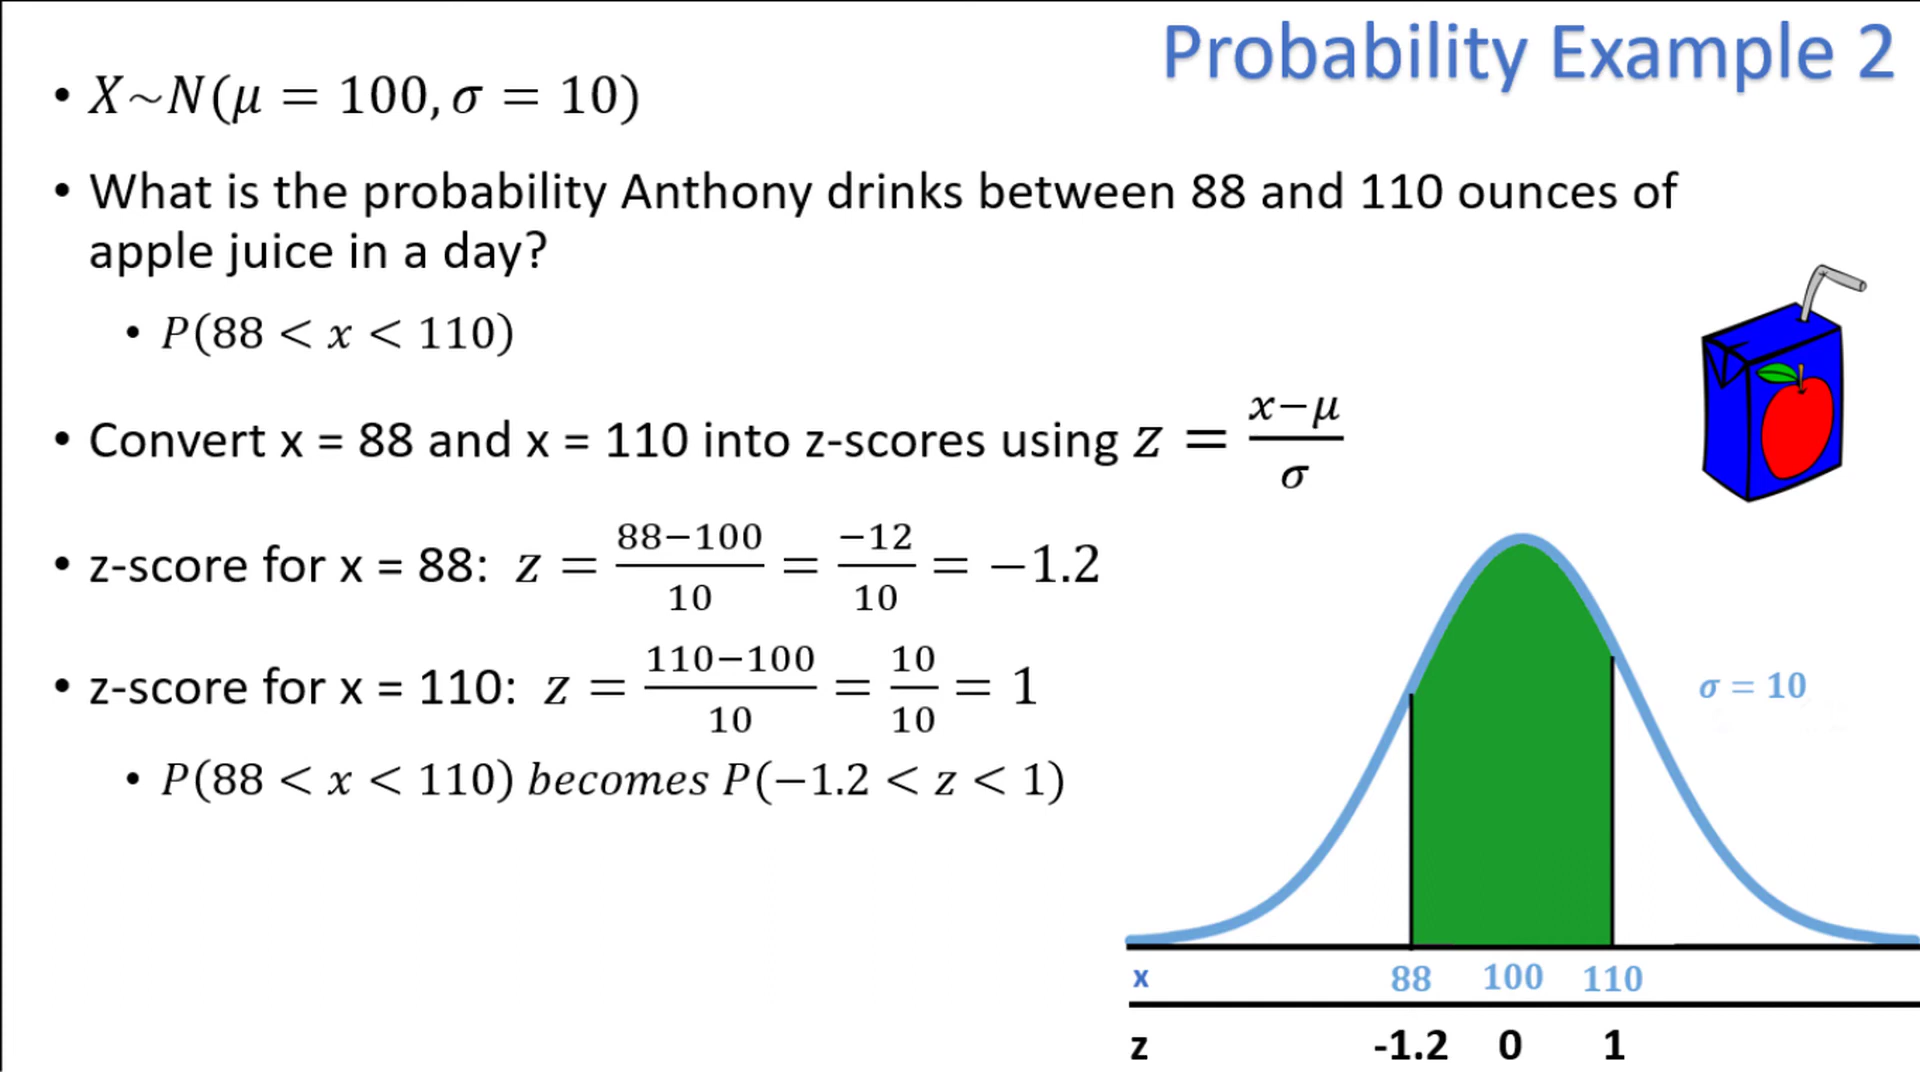 Probability Example 2
• X~N(μ = 100, σ = 10)
• What is the probability Anthony drinks between 88 and 110 ounces of
apple juice in a day?
• P(88 < x < 110)
• Convert x = 88 and x = 110 into z-scores using z = (x−μ)/σ
• z-score for x = 88: z = (88−100)/10 = −12/10 = −1.2
• z-score for x = 110: z = (110−100)/10 = 10/10 = 1
• P(88 < x < 110) becomes P(−1.2 < z < 1)
σ = 10
x 88 100 110
z -1.2 0 1